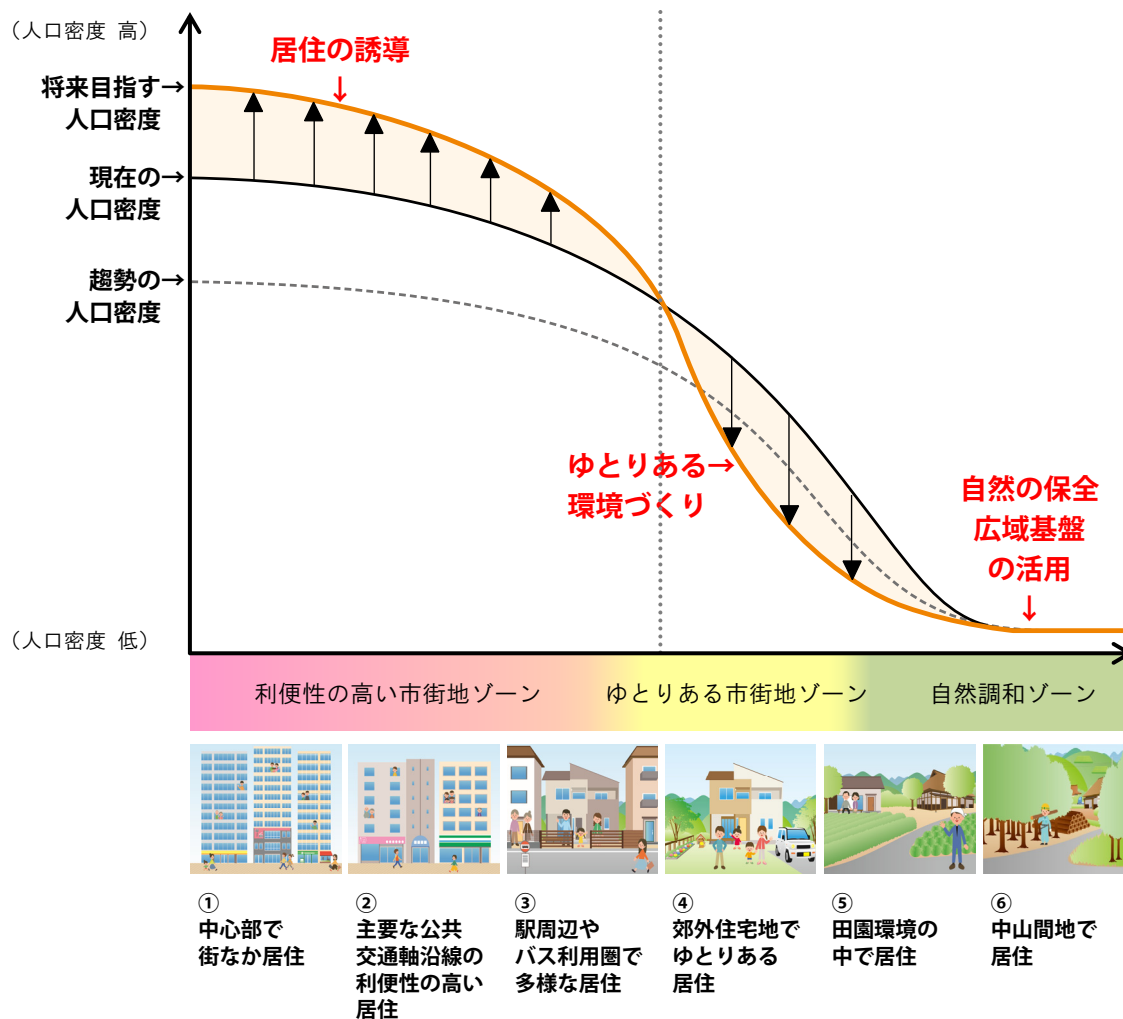 （人口密度 高）
居住の誘導
↓
将来目指す→
人口密度
現在の→
人口密度
趨勢の→
人口密度
ゆとりある→
環境づくり
自然の保全
広域基盤
の活用
↓
（人口密度 低）
利便性の高い市街地ゾーン
ゆとりある市街地ゾーン
自然調和ゾーン
①
中心部で
街なか居住
②
主要な公共
交通軸沿線の
利便性の高い
居住
③
駅周辺や
バス利用圏で
多様な居住
④
郊外住宅地で
ゆとりある
居住
⑤
田園環境の
中で居住
⑥
中山間地で
居住